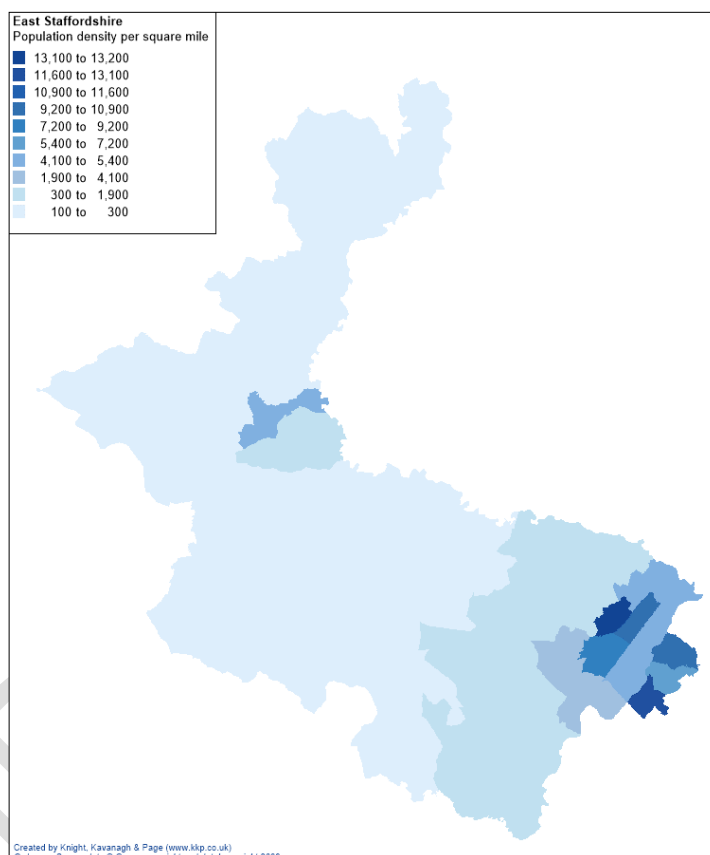 East Staffordshire
Population density per square mile
13,100 to 13,200
11,600 to 13,100
10,900 to 11,600
9,200 to 10,900
7,200 to 9,200
5,400 to 7,200
4,100 to 5,400
1,900 to 4,100
300 to 1,900
100 to 300
Created by Knight, Kavanagh & Page (www.kkp.co.uk)